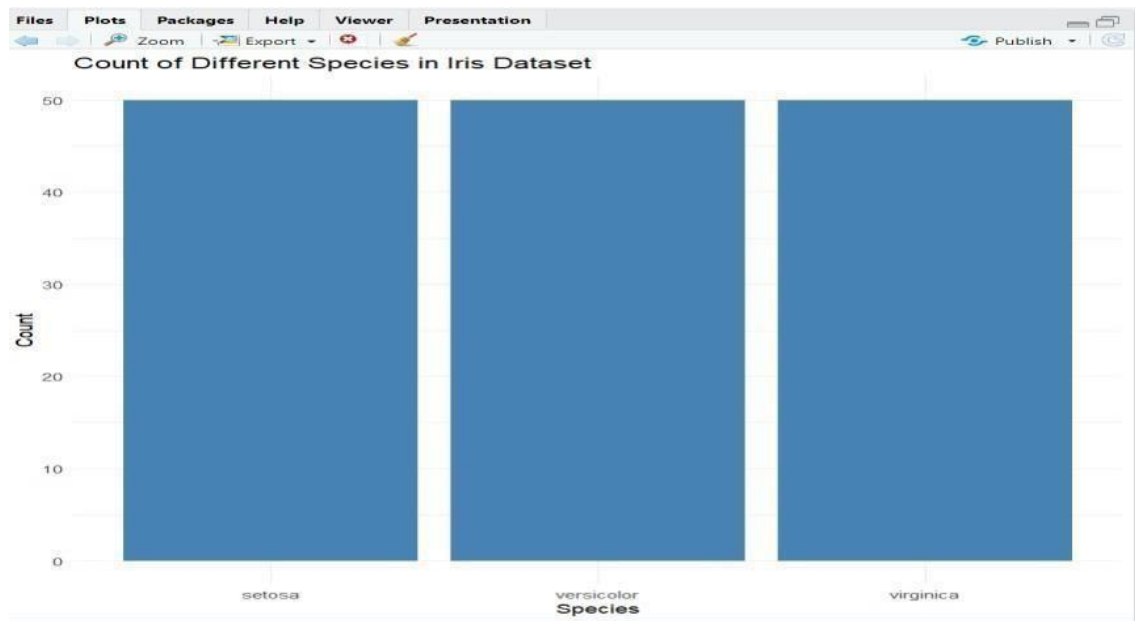 Files Plots Packages Help Viewer Presentation
Zoom Export Publish
Count of Different Species in Iris Dataset
50
40
30
20
10
0
Count
setosa versicolor virginica
Species